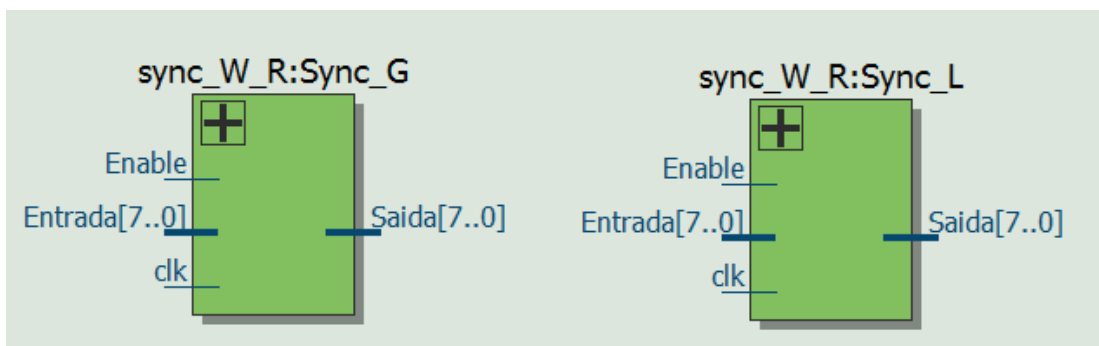 sync_W_R:Sync_G
Enable
Entrada[7..0]
Saida[7..0]
clk
sync_W_R:Sync_L
Enable
Entrada[7..0]
Saida[7..0]
clk